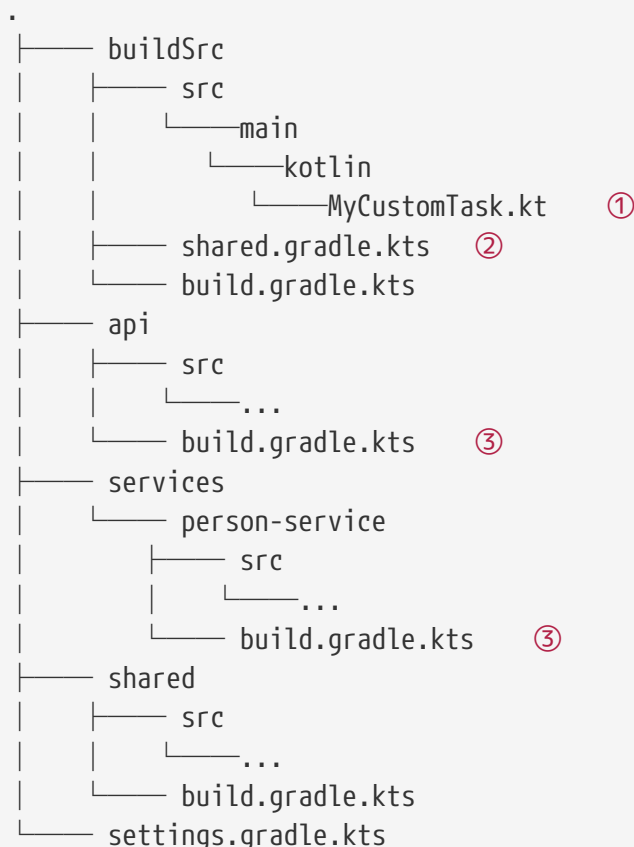 .
├── buildSrc
│   ├── src
│   │   └──main
│   │      └──kotlin
│   │         └──MyCustomTask.kt ①
│   ├── shared.gradle.kts ②
│   └── build.gradle.kts
├── api
│   ├── src
│   │   └──...
│   └── build.gradle.kts ③
├── services
│   └── person-service
│       ├── src
│       │   └──...
│       └── build.gradle.kts ③
├── shared
│   ├── src
│   │   └──...
│   └── build.gradle.kts
└── settings.gradle.kts